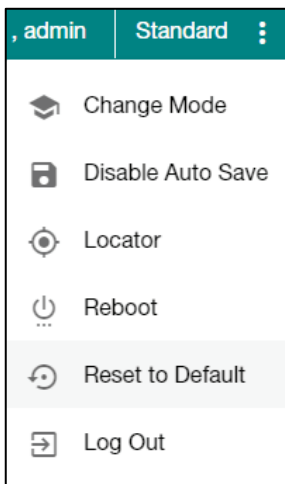 , admin Standard
Change Mode
Disable Auto Save
Locator
Reboot
Reset to Default
Log Out